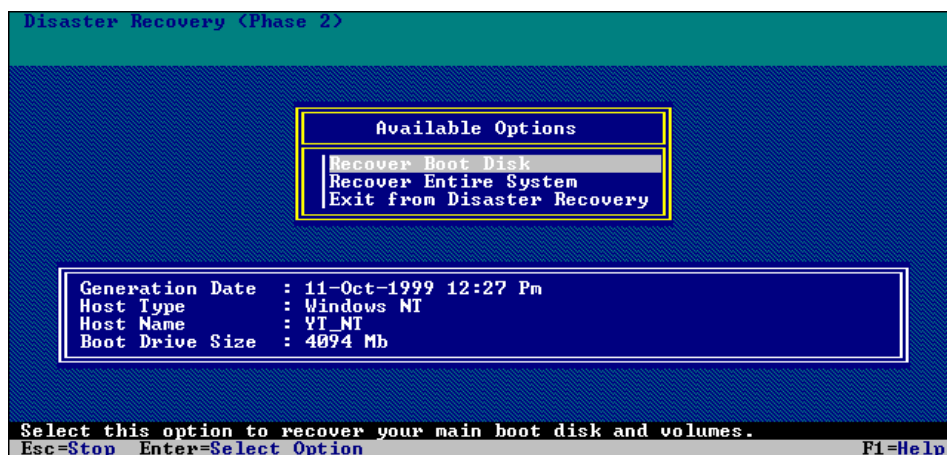 Disaster Recovery (Phase 2)
Available Options
Recover Boot Disk
Recover Entire System
Exit from Disaster Recovery
Generation Date : 11-Oct-1999 12:27 Pm
Host Type : Windows NT
Host Name : YT_NT
Boot Drive Size : 4094 Mb
Select this option to recover your main boot disk and volumes.
Esc=Stop Enter=Select Option F1=Help